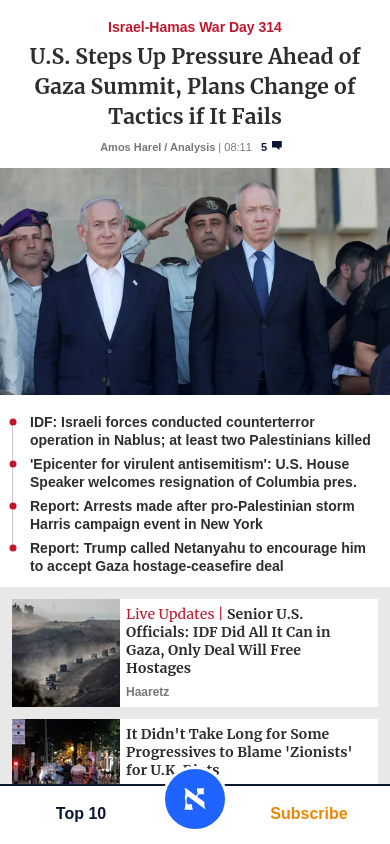 Israel-Hamas War Day 314
U.S. Steps Up Pressure Ahead of
Gaza Summit, Plans Change of
Tactics if It Fails
Amos Harel / Analysis | 08:11 5
IDF: Israeli forces conducted counterterror
operation in Nablus; at least two Palestinians killed
'Epicenter for virulent antisemitism': U.S. House
Speaker welcomes resignation of Columbia pres.
Report: Arrests made after pro-Palestinian storm
Harris campaign event in New York
Report: Trump called Netanyahu to encourage him
to accept Gaza hostage-ceasefire deal
Live Updates | Senior U.S.
Officials: IDF Did All It Can in
Gaza, Only Deal Will Free
Hostages
Haaretz
It Didn't Take Long for Some
Progressives to Blame 'Zionists'
for U.K. Riots
Top 10
Subscribe